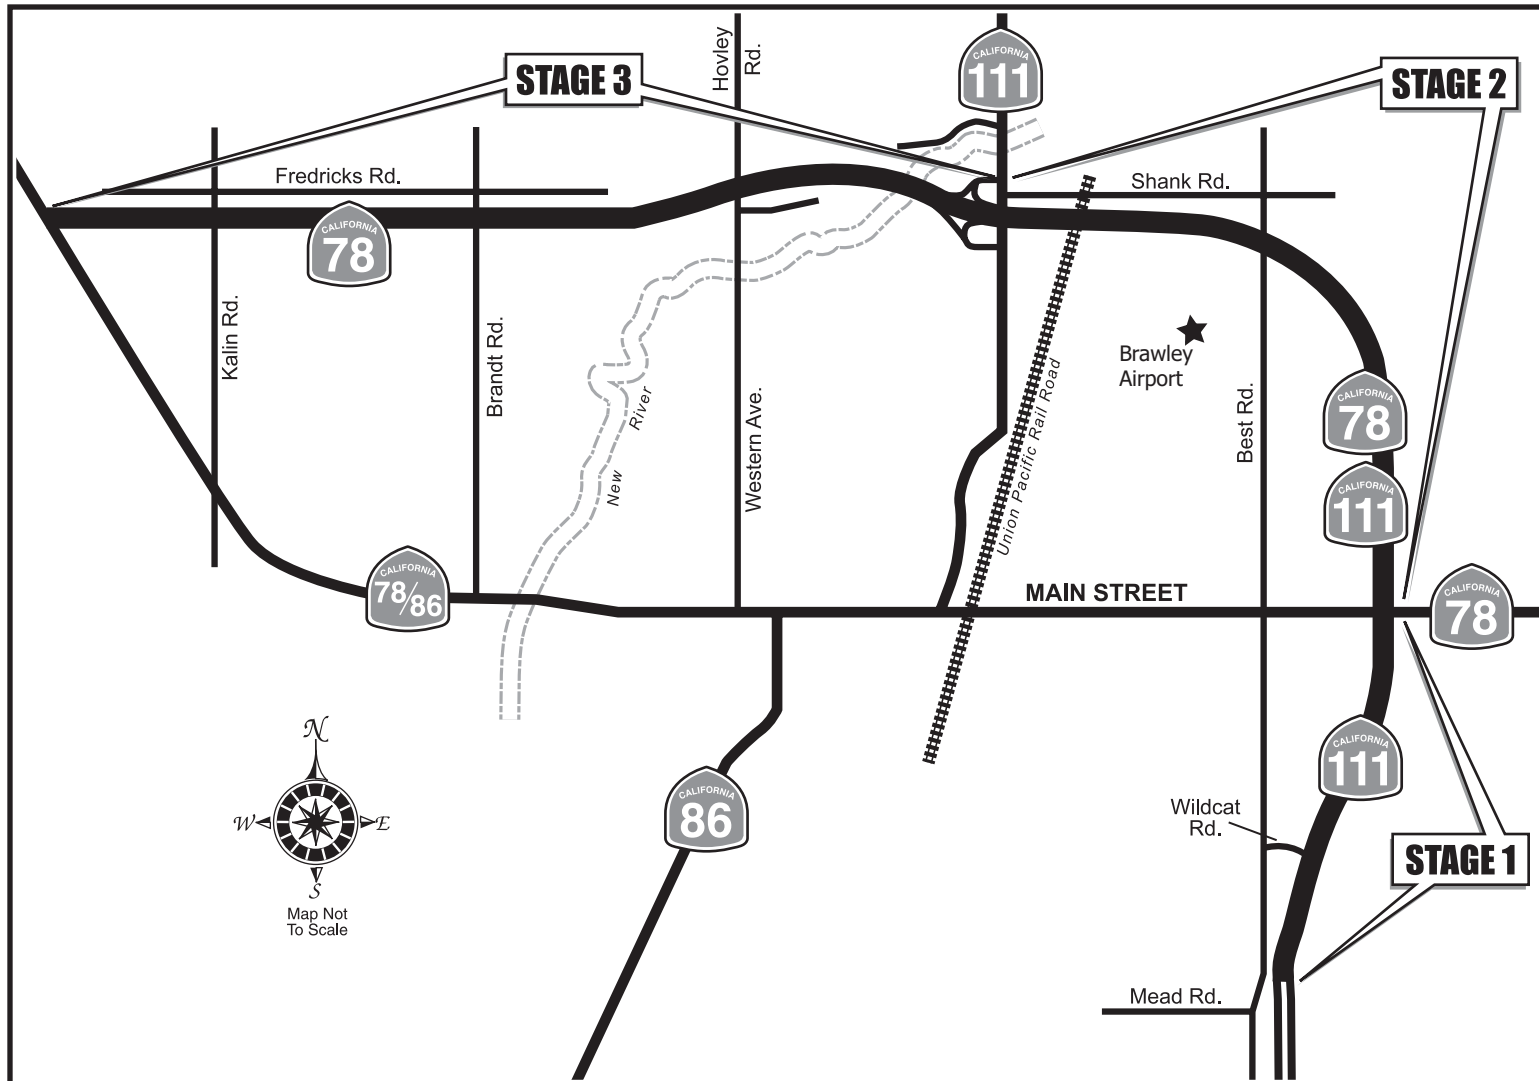 Hovley
Rd.
CALIFORNIA
111
STAGE 3
STAGE 2
Fredricks Rd.
Shank Rd.
CALIFORNIA
78
Kalin Rd.
Brandt Rd.
New River
Western Ave.
Union Pacific Rail Road
Brawley
Airport
Best Rd.
CALIFORNIA
78
CALIFORNIA
111
CALIFORNIA
78/86
MAIN STREET
CALIFORNIA
78
N
W
E
S
Map Not
To Scale
CALIFORNIA
86
CALIFORNIA
111
Wildcat
Rd.
STAGE 1
Mead Rd.